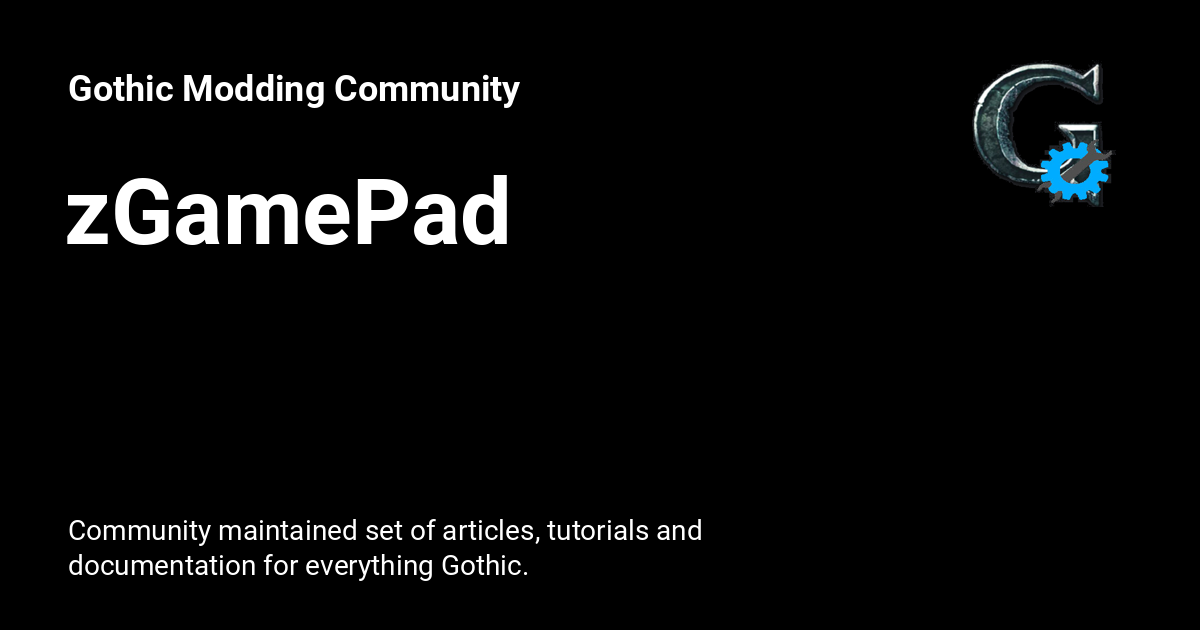 Gothic Modding Community
zGamePad
Community maintained set of articles, tutorials and
documentation for everything Gothic.